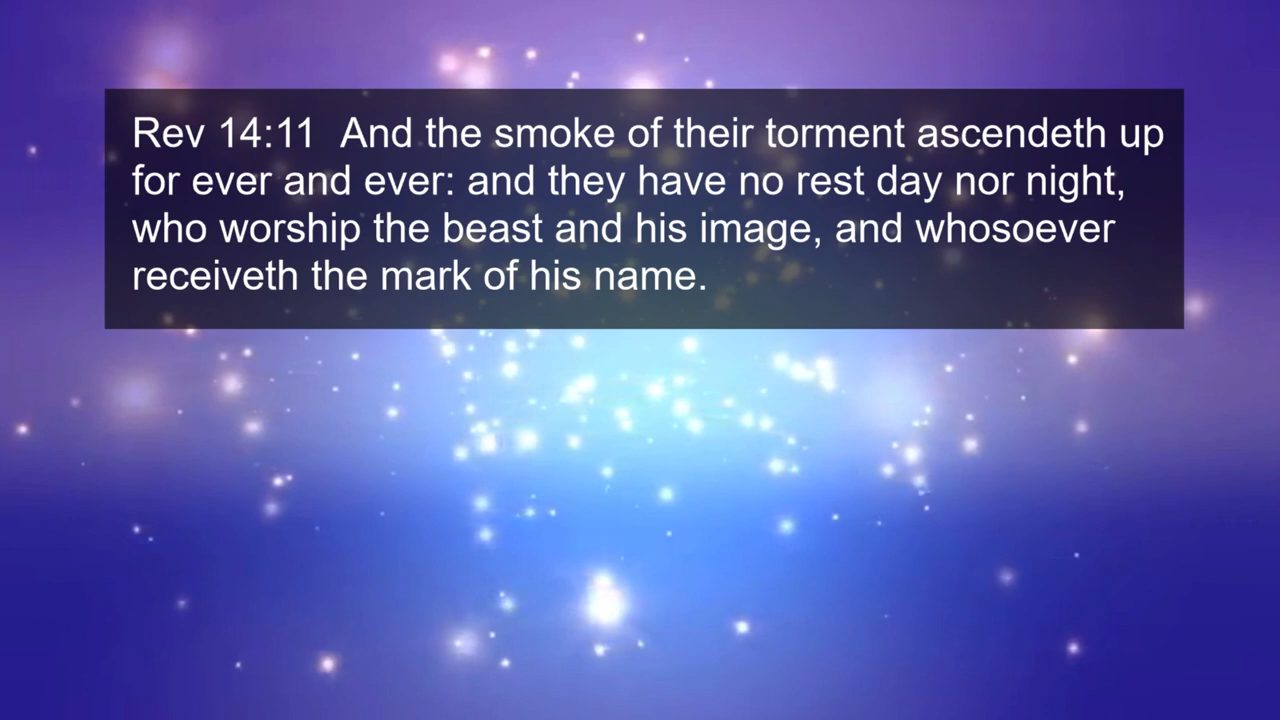 Rev 14:11  And the smoke of their torment ascendeth up
for ever and ever: and they have no rest day nor night,
who worship the beast and his image, and whosoever
receiveth the mark of his name.